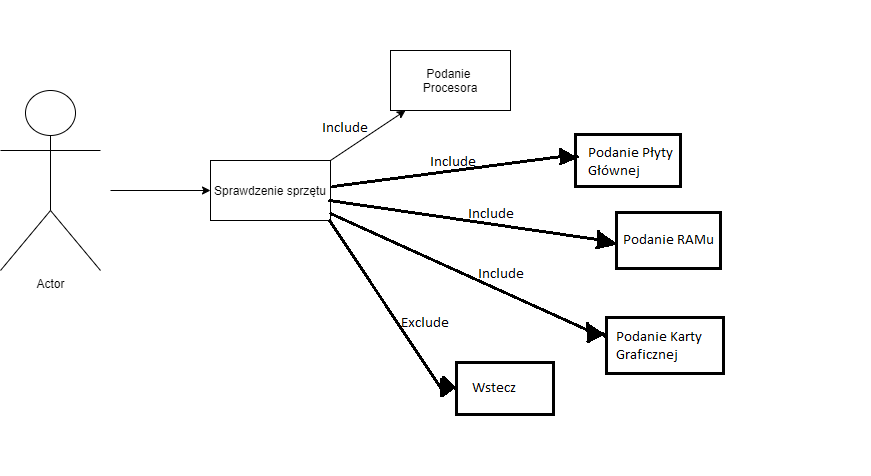 Podanie
Procesora
Include
Include
Podanie Płyty
Głównej
Sprawdzenie sprzętu
Include
Podanie RAMu
Include
Actor
Exclude
Podanie Karty
Graficznej
Wstecz